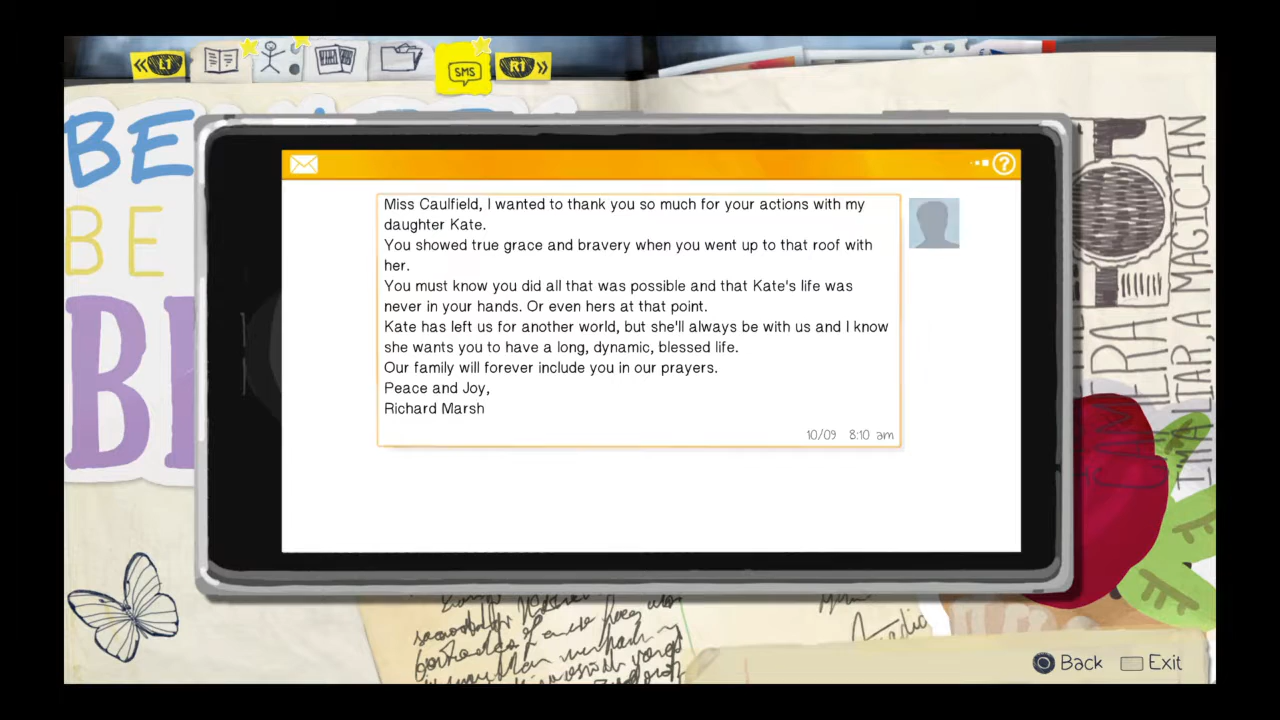 L1
SMS
R1
BE
BE
Miss Caulfield, I wanted to thank you so much for your actions with my
daughter Kate.
You showed true grace and bravery when you went up to that roof with
her.
You must know you did all that was possible and that Kate's life was
never in your hands. Or even hers at that point.
Kate has left us for another world, but she'll always be with us and I know
she wants you to have a long, dynamic, blessed life.
Our family will forever include you in our prayers.
Peace and Joy,
Richard Marsh
10/09 8:10 am
CAMERA
I'M A LIAR, A MAGICIAN
Back
Exit